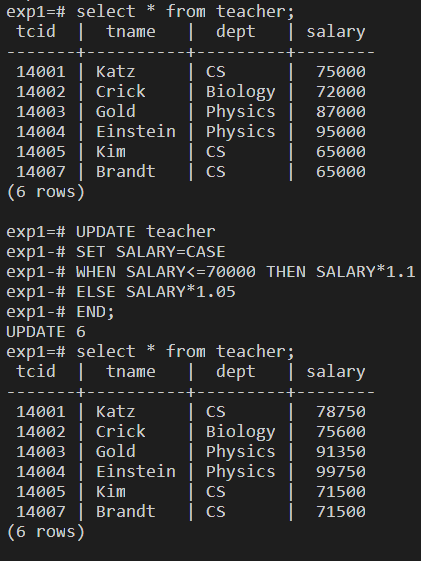 exp1=# select * from teacher;
 tcid  |  tname   |  dept   | salary
-------+----------+---------+--------
 14001 | Katz     | CS      |  75000
 14002 | Crick    | Biology |  72000
 14003 | Gold     | Physics |  87000
 14004 | Einstein | Physics |  95000
 14005 | Kim      | CS      |  65000
 14007 | Brandt   | CS      |  65000
(6 rows)

exp1=# UPDATE teacher
exp1-# SET SALARY=CASE
exp1-# WHEN SALARY<=70000 THEN SALARY*1.1
exp1-# ELSE SALARY*1.05
exp1-# END;
UPDATE 6
exp1=# select * from teacher;
 tcid  |  tname   |  dept   | salary
-------+----------+---------+--------
 14001 | Katz     | CS      |  78750
 14002 | Crick    | Biology |  75600
 14003 | Gold     | Physics |  91350
 14004 | Einstein | Physics |  99750
 14005 | Kim      | CS      |  71500
 14007 | Brandt   | CS      |  71500
(6 rows)